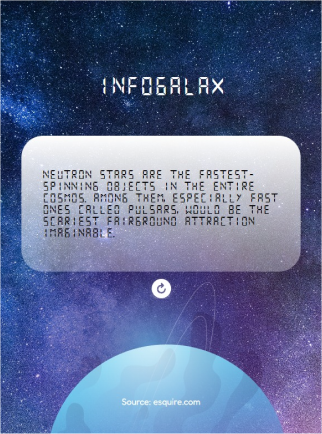 INFOGALAX
NEUTRON STARS ARE THE FASTEST-
SPINNING OBJECTS IN THE ENTIRE
COSMOS. AMONG THEM, ESPECIALLY FAST
ONES CALLED PULSARS, WOULD BE THE
SCARIEST FAIRGROUND ATTRACTION
IMAGINABLE.
Source: esquire.com